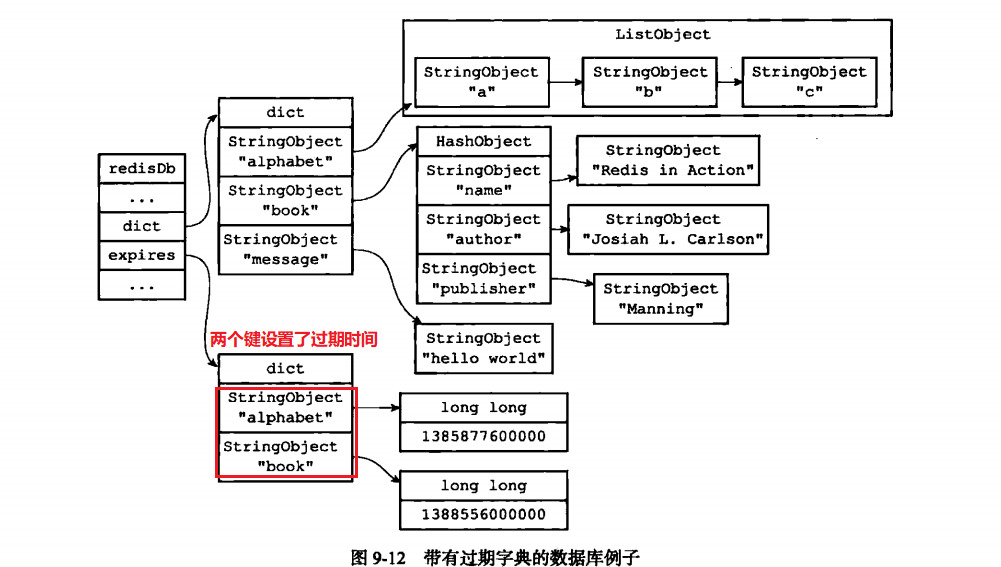 redisDb
...
dict
expires
...
dict
StringObject
"alphabet"
StringObject
"book"
StringObject
"message"
ListObject
StringObject
"a"
StringObject
"b"
StringObject
"c"
HashObject
StringObject
"name"
StringObject
"author"
StringObject
"publisher"
StringObject
"Redis in Action"
StringObject
"Josiah L. Carlson"
StringObject
"Manning"
StringObject
"hello world"
两个键设置了过期时间
dict
StringObject
"alphabet"
StringObject
"book"
long long
1385877600000
long long
1388556000000
图 9-12 带有过期字典的数据库例子